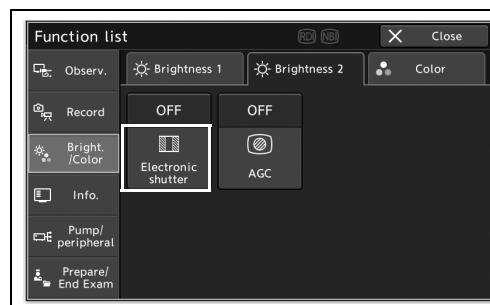 Function list
RDI NBI
Close
Observ.
Brightness 1
Brightness 2
Color
Record
OFF
OFF
Bright.
/Color
Electronic
shutter
AGC
Info.
Pump/
peripheral
Prepare/
End Exam